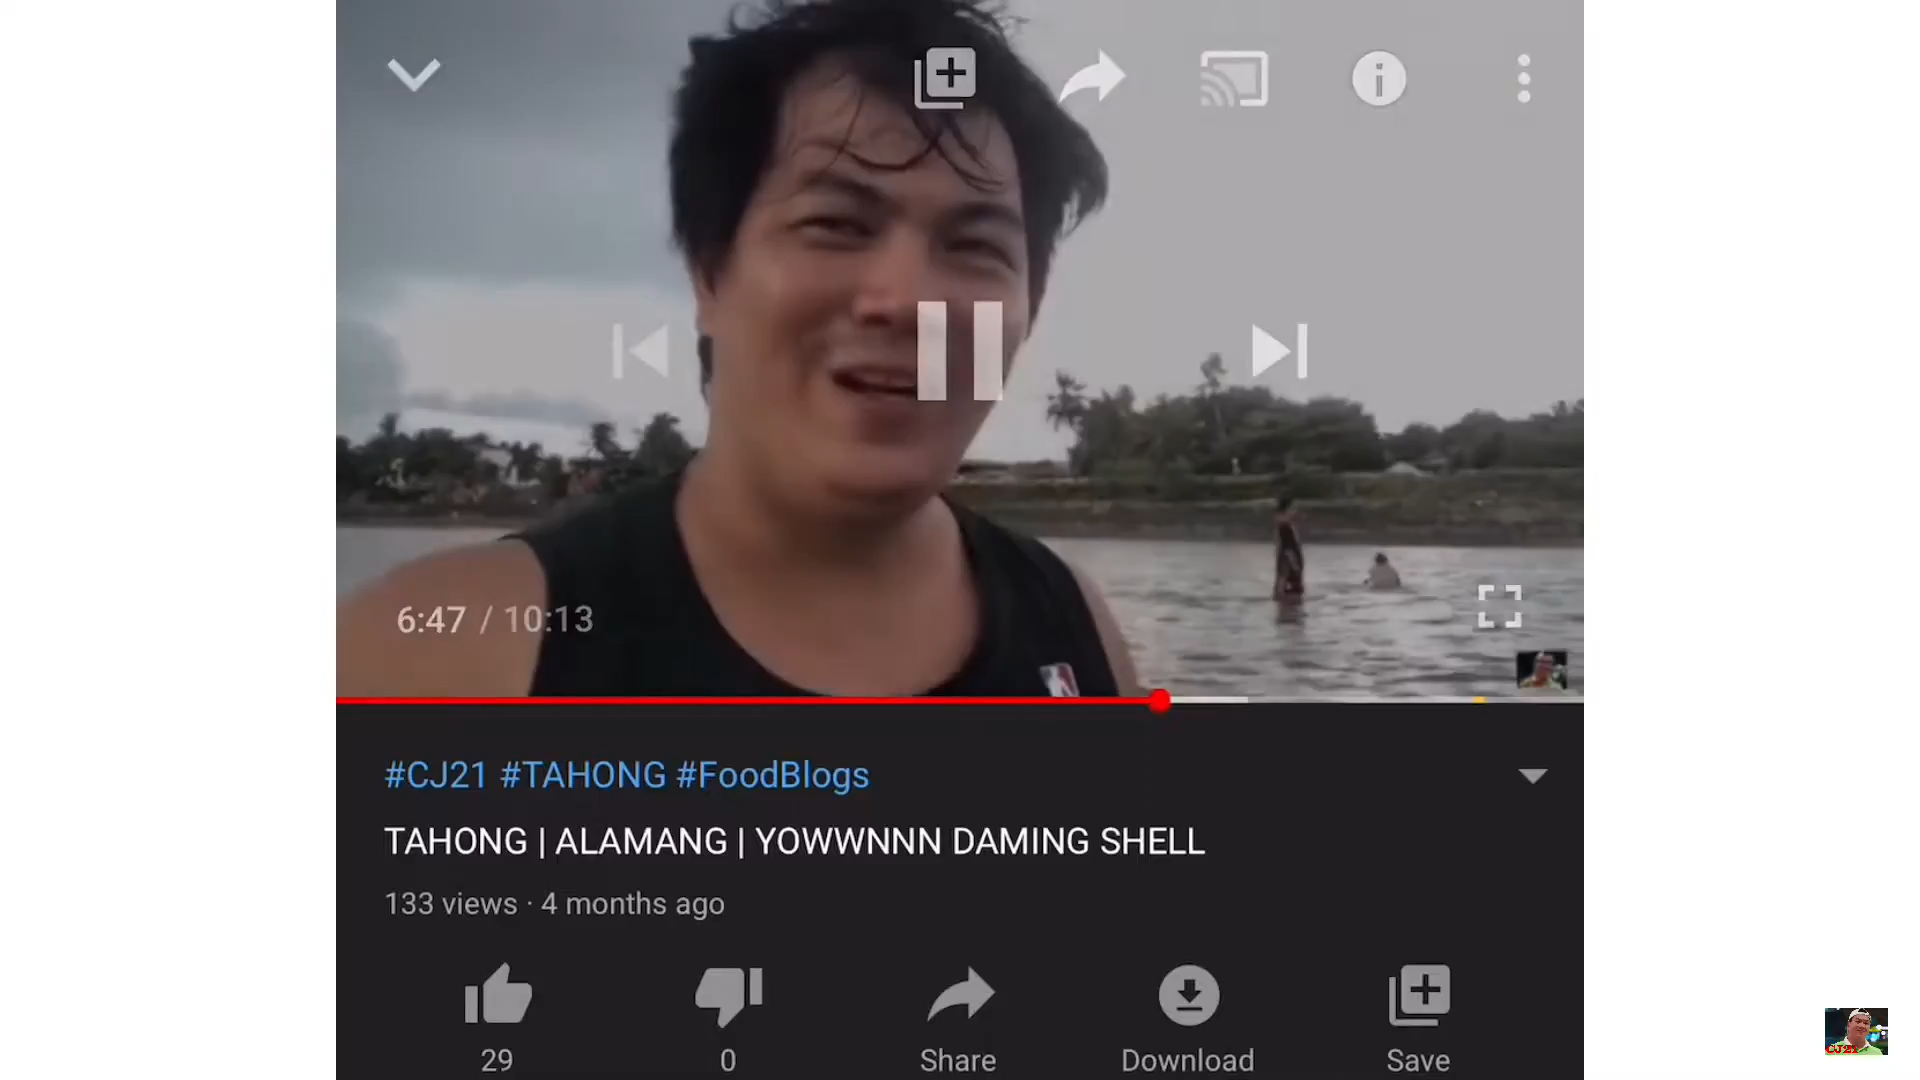 6:47 / 10:13
#CJ21 #TAHONG #FoodBlogs
TAHONG | ALAMANG | YOWWNNN DAMING SHELL
133 views · 4 months ago
29
0
Share
Download
Save
CJ21